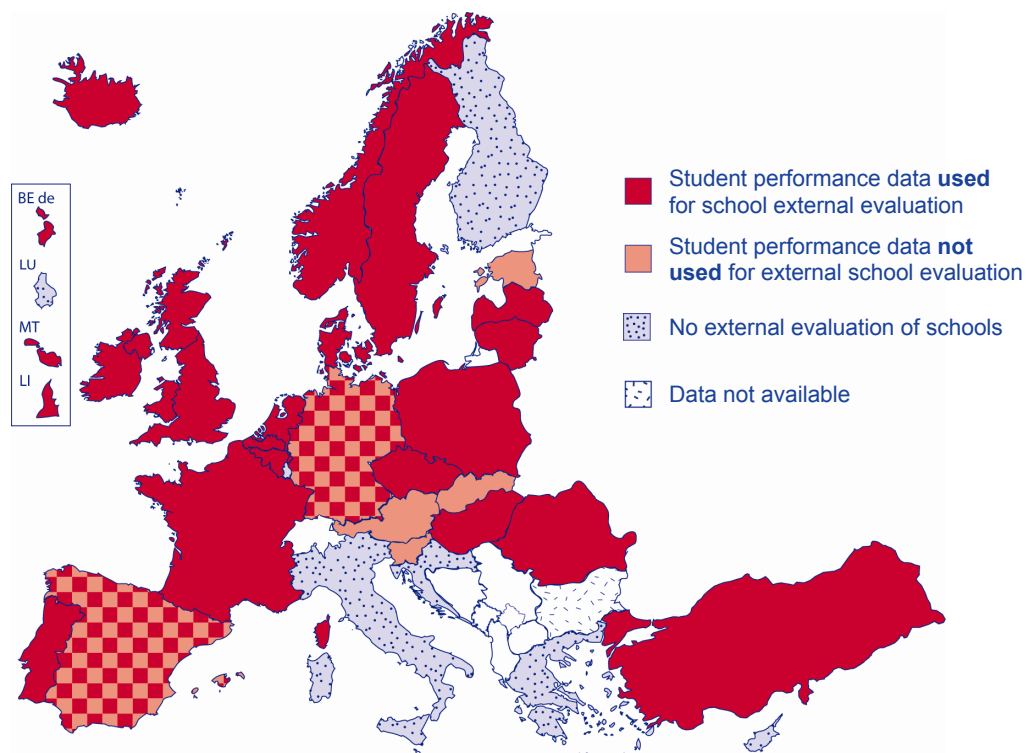 BE de
LU
MT
LI
Student performance data used
for school external evaluation
Student performance data not
used for external school evaluation
No external evaluation of schools
Data not available